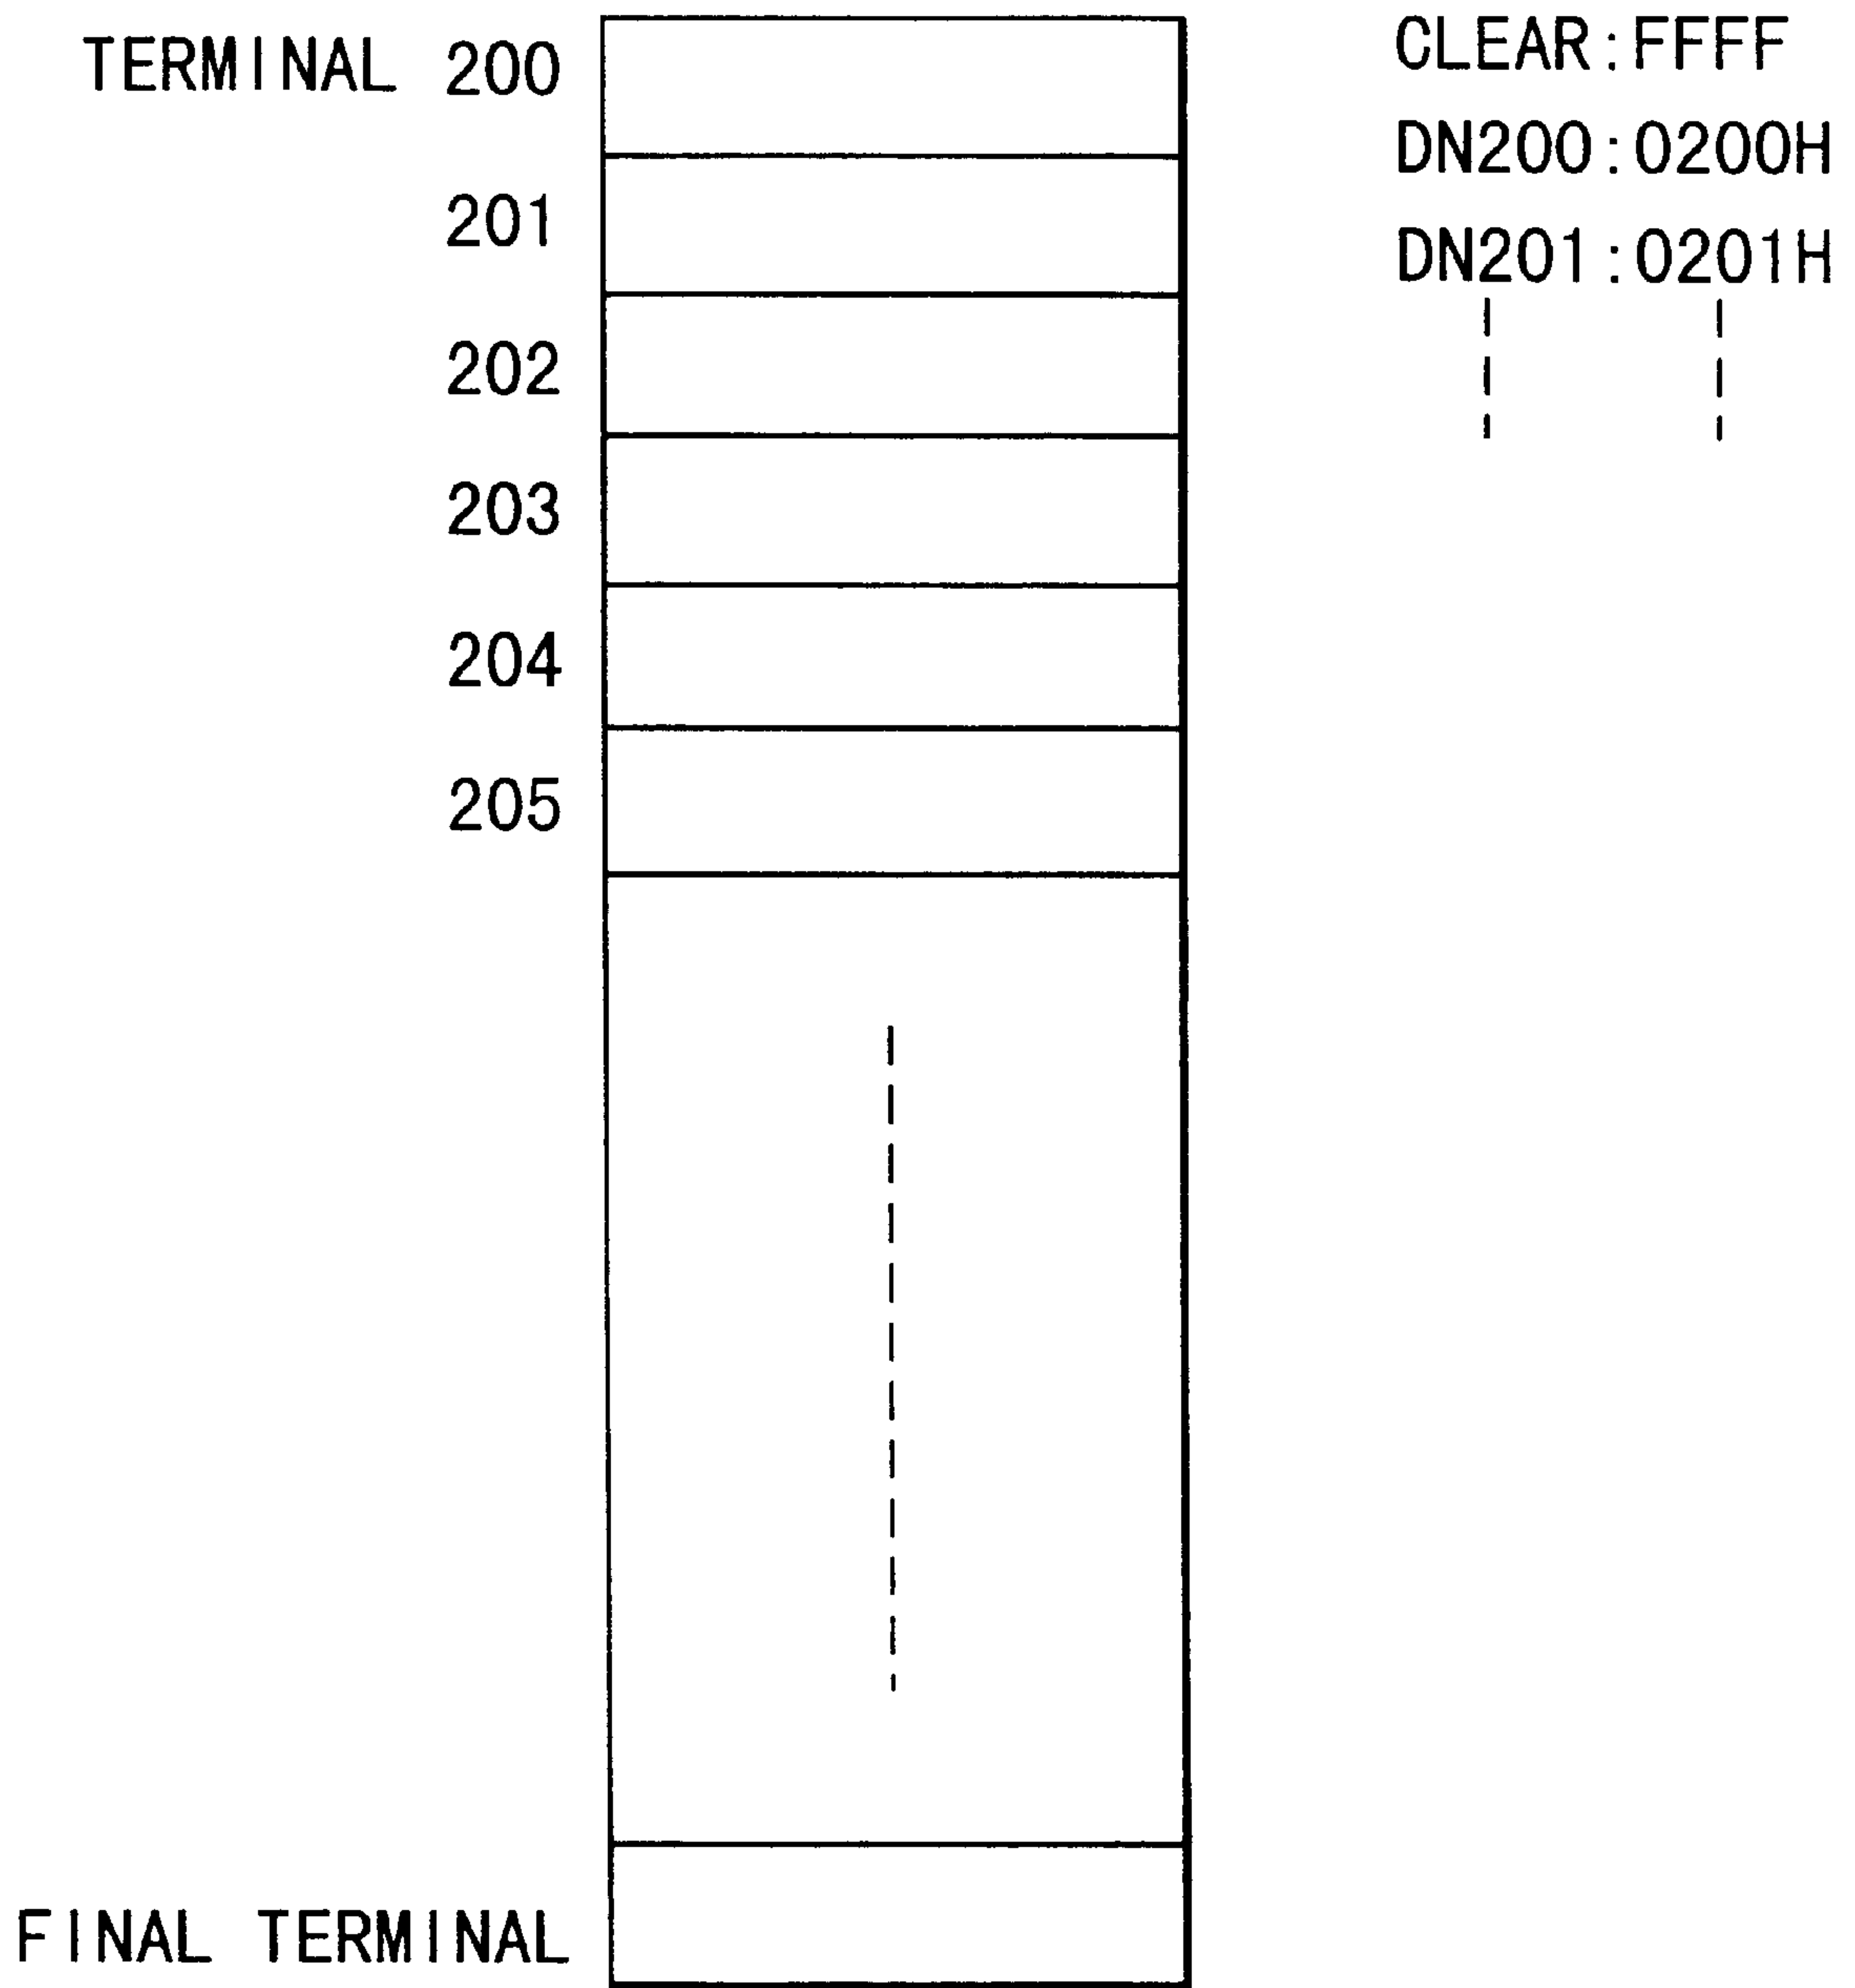 TERMINAL 200
201
202
203
204
205
FINAL TERMINAL
CLEAR:FFFF
DN200:0200H
DN201:0201H